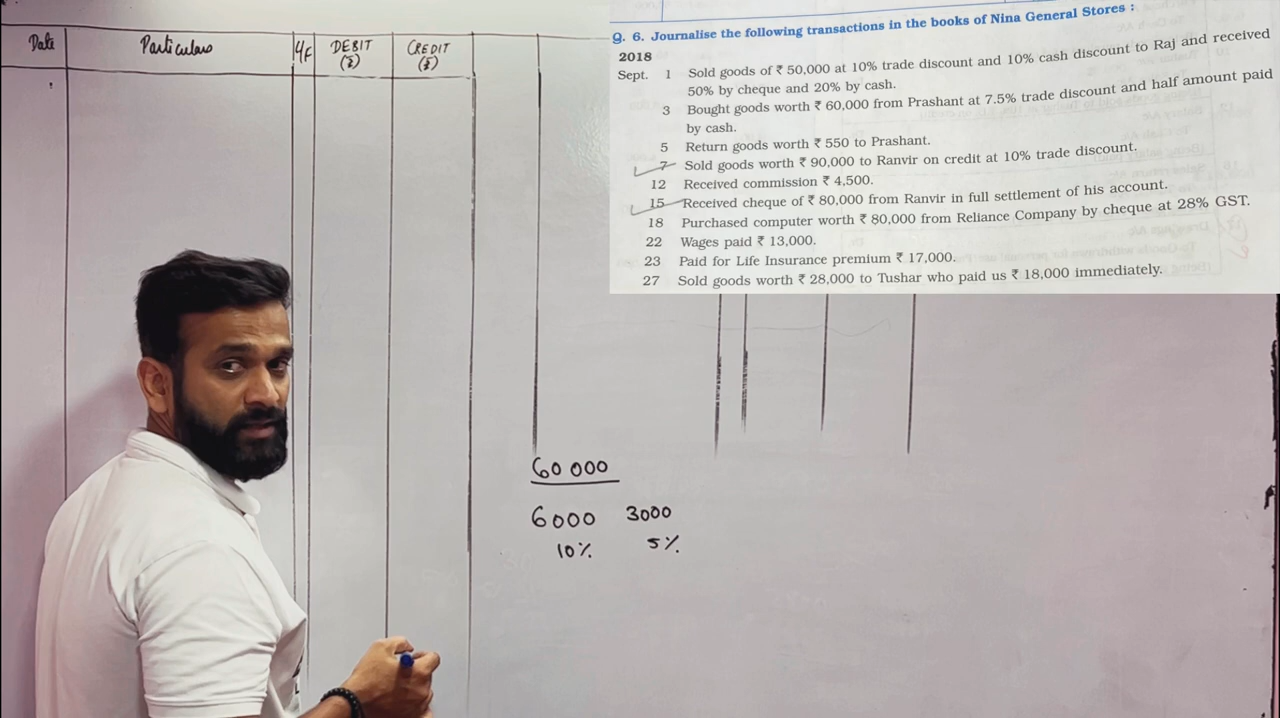 Date Particulars L/F DEBIT (₹) CREDIT (₹)
Q. 6. Journalise the following transactions in the books of Nina General Stores :
2018
Sept. 1 Sold goods of ₹ 50,000 at 10% trade discount and 10% cash discount to Raj and received
50% by cheque and 20% by cash.
3 Bought goods worth ₹ 60,000 from Prashant at 7.5% trade discount and half amount paid
by cash.
5 Return goods worth ₹ 550 to Prashant.
7 Sold goods worth ₹ 90,000 to Ranvir on credit at 10% trade discount.
12 Received commission ₹ 4,500.
15 Received cheque of ₹ 80,000 from Ranvir in full settlement of his account.
18 Purchased computer worth ₹ 80,000 from Reliance Company by cheque at 28% GST.
22 Wages paid ₹ 13,000.
23 Paid for Life Insurance premium ₹ 17,000.
27 Sold goods worth ₹ 28,000 to Tushar who paid us ₹ 18,000 immediately.
60 000
6000 3000
10% 5%